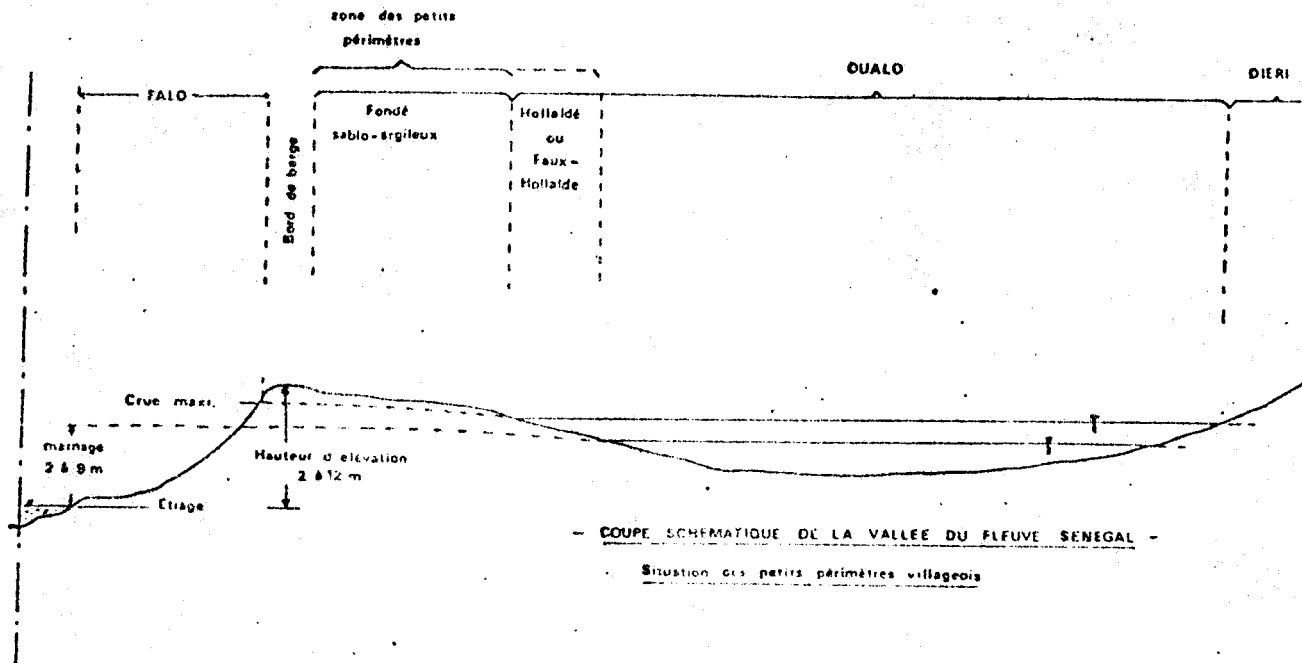 zone des petits
périmètres
OUALO
DIERI
FALO
Fondé
sablo-argileux
Hollaldé
ou
Faux-
Hollalde
Bord de berge
Crue maxi.
marnage
2 à 9 m
Hauteur d élévation
2 à 12 m
Etiage
- COUPE SCHEMATIQUE DE LA VALLEE DU FLEUVE SENEGAL -
Situation des petits périmètres villageois